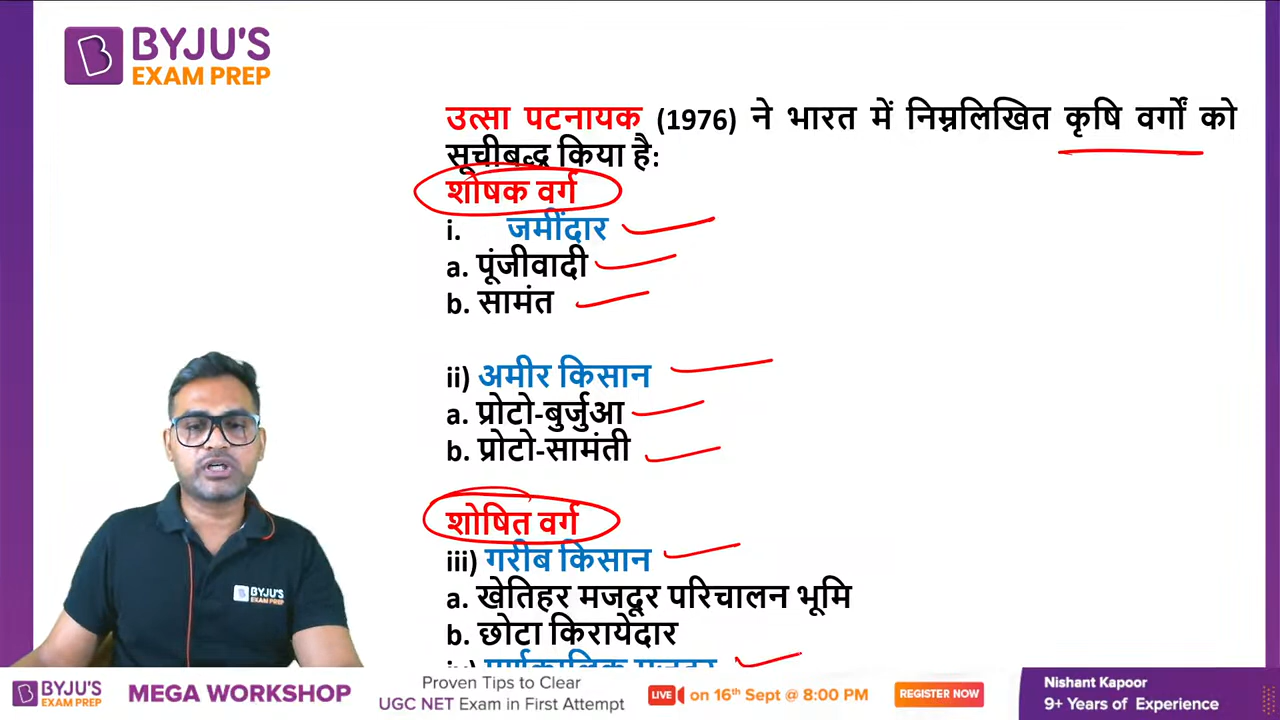 BYJU'S
EXAM PREP
उत्सा पटनायक (1976) ने भारत में निम्नलिखित कृषि वर्गों को
सूचीबद्ध किया है:
शोषक वर्ग
i. जमींदार
a. पूंजीवादी
b. सामंत
ii) अमीर किसान
a. प्रोटो-बुर्जुआ
b. प्रोटो-सामंती
शोषित वर्ग
iii) गरीब किसान
a. खेतिहर मजदूर परिचालन भूमि
b. छोटा किरायेदार
BYJU'S
EXAM PREP
BYJU'S
EXAM PREP
MEGA WORKSHOP
Proven Tips to Clear
UGC NET Exam in First Attempt
LIVE
on 16th Sept @ 8:00 PM
REGISTER NOW
Nishant Kapoor
9+ Years of Experience